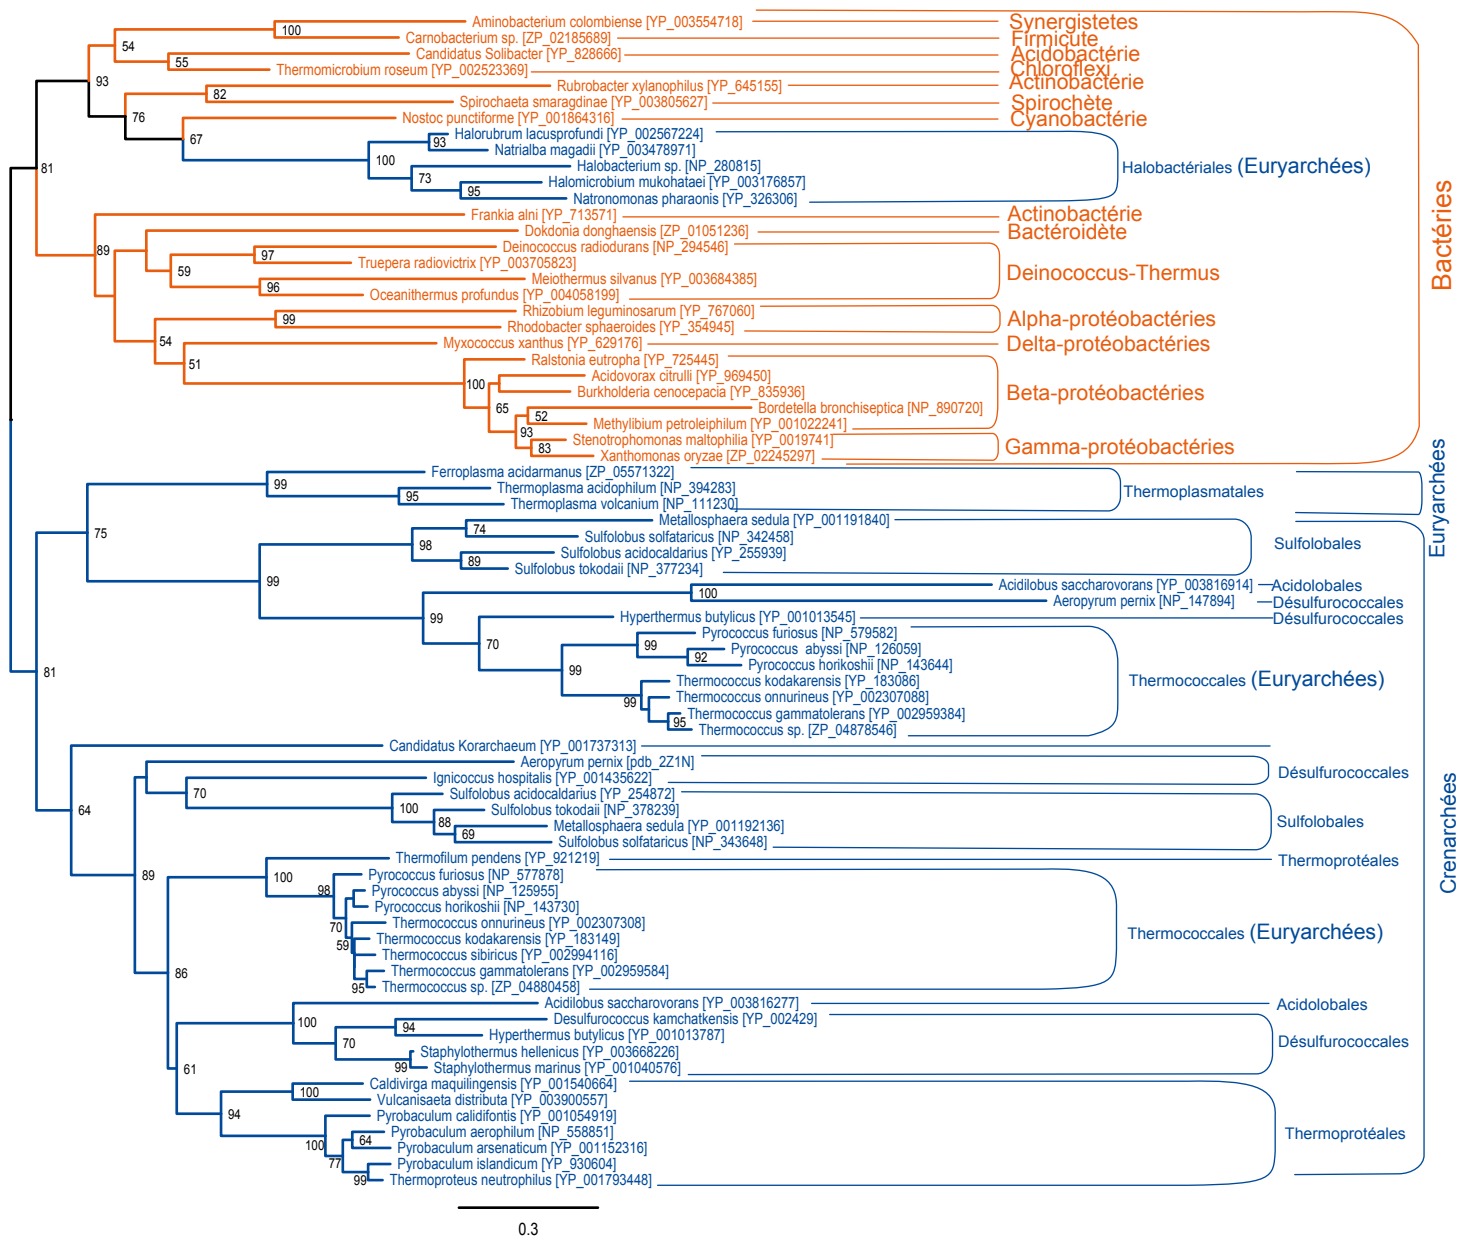 Aminobacterium colombiense [YP_003554718] Synergistetes
100
Carnobacterium sp. [ZP_02185689] Firmicute
54
Candidatus Solibacter [YP_828666] Acidobactérie
55
Thermomicrobium roseum [YP_002523369] Chloroflexi
93
Rubrobacter xylanophilus [YP_645155] Actinobactérie
82
Spirochaeta smaragdinae [YP_003805627] Spirochète
76
Nostoc punctiforme [YP_001864316] Cyanobactérie
67
Halorubrum lacusprofundi [YP_002567224]
93
Natrialba magadii [YP_003478971]
100
Halobacterium sp. [NP_280815] Halobactériales (Euryarchées)
73
Halomicrobium mukohataei [YP_003176857]
95
Natronomonas pharaonis [YP_326306]
81
Bactéries
Frankia alni [YP_713571] Actinobactérie
Dokdonia donghaensis [ZP_01051236] Bactéroidète
89
Deinococcus radiodurans [NP_294546]
97
Truepera radiovictrix [YP_003705823]
59
Deinococcus-Thermus
Meiothermus silvanus [YP_003684385]
96
Oceanithermus profundus [YP_004058199]
Rhizobium leguminosarum [YP_767060]
99
Alpha-protéobactéries
Rhodobacter sphaeroides [YP_354945]
54
Myxococcus xanthus [YP_629176] Delta-protéobactéries
51
Ralstonia eutropha [YP_725445]
Acidovorax citrulli [YP_969450]
100
Burkholderia cenocepacia [YP_835936] Beta-protéobactéries
65
Bordetella bronchiseptica [NP_890720]
52
Methylibium petroleiphilum [YP_001022241]
93
Stenotrophomonas maltophilia [YP_0019741]
83
Gamma-protéobactéries
Xanthomonas oryzae [ZP_02245297]
Ferroplasma acidarmanus [ZP_05571322]
99
Thermoplasma acidophilum [NP_394283] Thermoplasmatales
95
Thermoplasma volcanium [NP_111230]
Euryarchées
75
Metallosphaera sedula [YP_001191840]
74
Sulfolobus solfataricus [NP_342458]
98
Sulfolobales
Sulfolobus acidocaldarius [YP_255939]
89
Sulfolobus tokodaii [NP_377234]
99
Acidilobus saccharovorans [YP_003816914] Acidolobales
100
Aeropyrum pernix [NP_147894] Désulfurococcales
99
Hyperthermus butylicus [YP_001013545] Désulfurococcales
70
Pyrococcus furiosus [NP_579582]
99
Pyrococcus abyssi [NP_126059]
92
Pyrococcus horikoshii [NP_143644]
99
81
Thermococcus kodakarensis [YP_183086] Thermococcales (Euryarchées)
Thermococcus onnurineus [YP_002307088]
99
Thermococcus gammatolerans [YP_002959384]
95
Thermococcus sp. [ZP_04878546]
Candidatus Korarchaeum [YP_001737313]
Aeropyrum pernix [pdb_2Z1N]
Désulfurococcales
Ignicoccus hospitalis [YP_001435622]
70
64
Sulfolobus acidocaldarius [YP_254872]
100
Sulfolobus tokodaii [NP_378239]
88
Sulfolobales
Metallosphaera sedula [YP_001192136]
69
Sulfolobus solfataricus [NP_343648]
Crenarchées
Thermofilum pendens [YP_921219] Thermoprotéales
89
100
Pyrococcus furiosus [NP_577878]
98
Pyrococcus abyssi [NP_125955]
Pyrococcus horikoshii [NP_143730]
70
Thermococcus onnurineus [YP_002307308]
Thermococcales (Euryarchées)
59
Thermococcus kodakarensis [YP_183149]
Thermococcus sibiricus [YP_002994116]
86
Thermococcus gammatolerans [YP_002959584]
95
Thermococcus sp. [ZP_04880458]
Acidilobus saccharovorans [YP_003816277] Acidolobales
100
Desulfurococcus kamchatkensis [YP_002429]
94
Hyperthermus butylicus [YP_001013787] Désulfurococcales
70
Staphylothermus hellenicus [YP_003668226]
99
Staphylothermus marinus [YP_001040576]
61
Caldivirga maquilingensis [YP_001540664]
100
Vulcanisaeta distributa [YP_003900557]
94
Pyrobaculum calidifontis [YP_001054919]
Pyrobaculum aerophilum [NP_558851] Thermoprotéales
100
64
Pyrobaculum arsenaticum [YP_001152316]
77
Pyrobaculum islandicum [YP_930604]
99
Thermoproteus neutrophilus [YP_001793448]
0.3